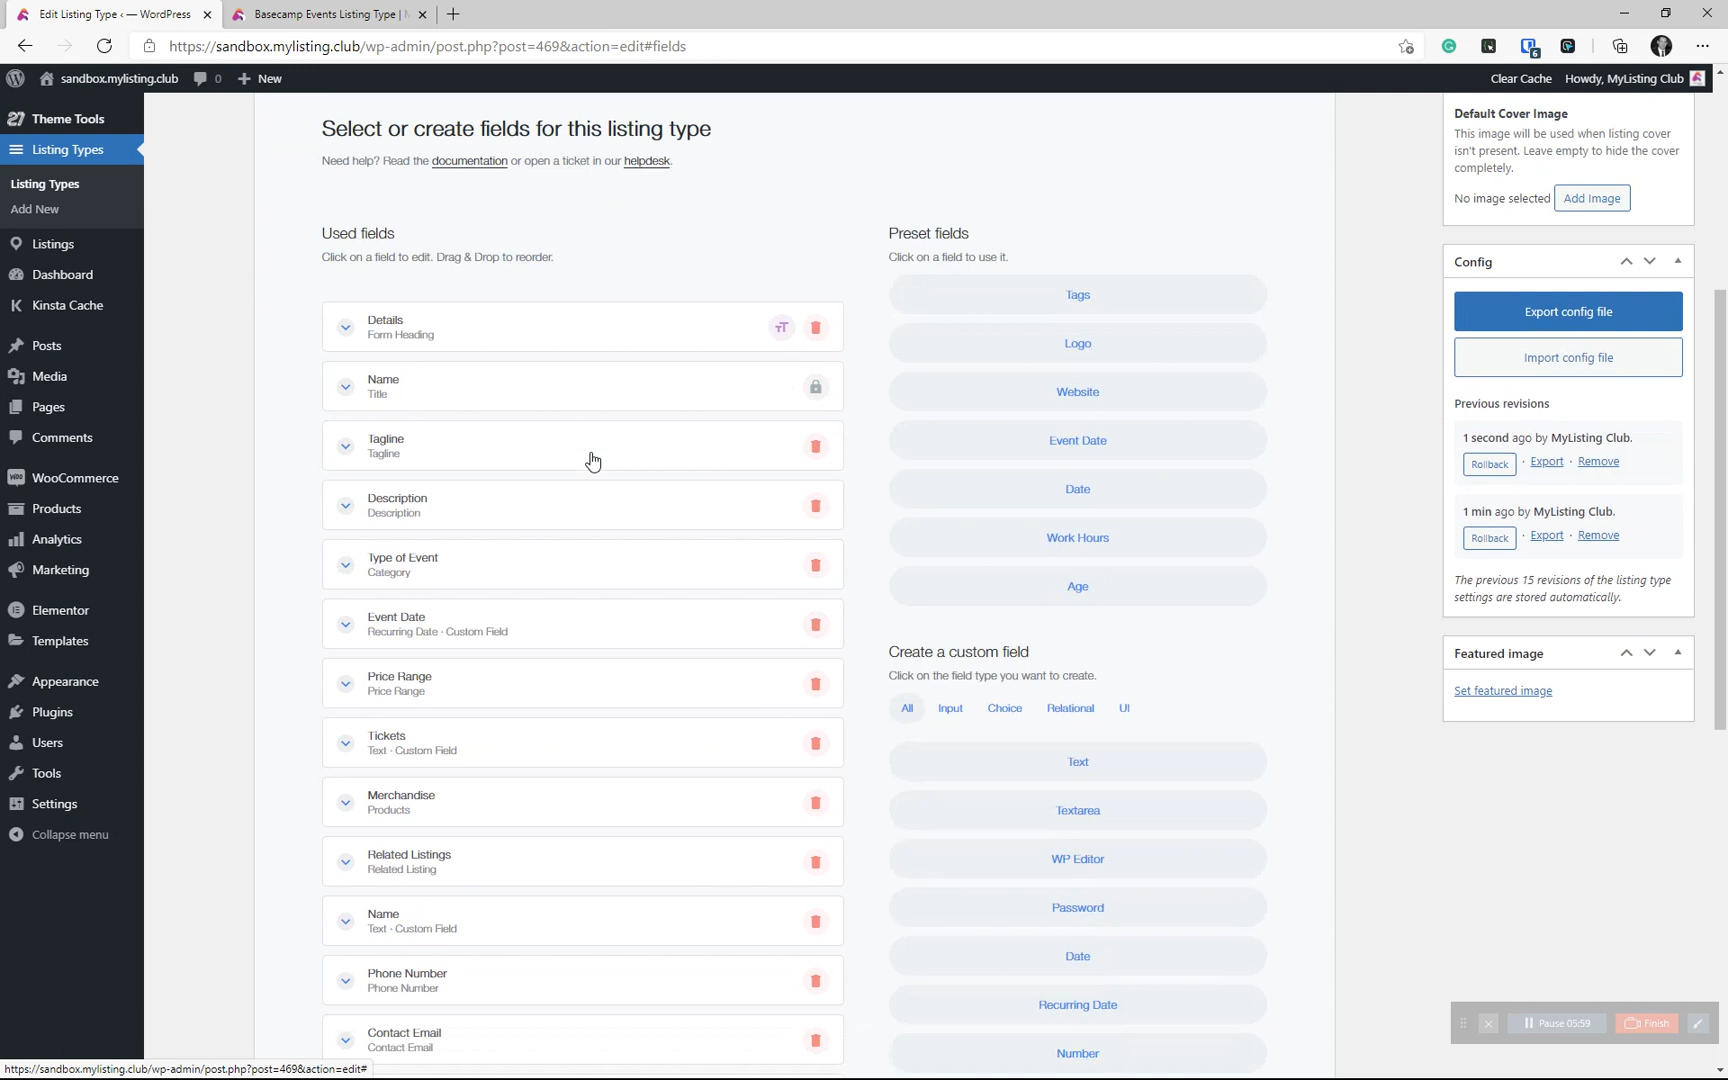 Edit Listing Type ‹ — WordPress
Basecamp Events Listing Type |
https://sandbox.mylisting.club/wp-admin/post.php?post=469&action=edit#fields
6
sandbox.mylisting.club
0
New
Clear Cache
Howdy, MyListing Club
27 Theme Tools
Listing Types
Listing Types
Add New
Listings
Dashboard
K Kinsta Cache
Posts
Media
Pages
Comments
WooCommerce
Products
Analytics
Marketing
Elementor
Templates
Appearance
Plugins
Users
Tools
Settings
Collapse menu
Select or create fields for this listing type
Need help? Read the documentation or open a ticket in our helpdesk.
Used fields
Click on a field to edit. Drag & Drop to reorder.
Details
Form Heading
Name
Title
Tagline
Tagline
Description
Description
Type of Event
Category
Event Date
Recurring Date · Custom Field
Price Range
Price Range
Tickets
Text · Custom Field
Merchandise
Products
Related Listings
Related Listing
Name
Text · Custom Field
Phone Number
Phone Number
Contact Email
Contact Email
Preset fields
Click on a field to use it.
Tags
Logo
Website
Event Date
Date
Work Hours
Age
Create a custom field
Click on the field type you want to create.
All Input Choice Relational UI
Text
Textarea
WP Editor
Password
Date
Recurring Date
Number
Default Cover Image
This image will be used when listing cover
isn't present. Leave empty to hide the cover
completely.
No image selected Add Image
Config
Export config file
Import config file
Previous revisions
1 second ago by MyListing Club.
Rollback · Export · Remove
1 min ago by MyListing Club.
Rollback · Export · Remove
The previous 15 revisions of the listing type
settings are stored automatically.
Featured image
Set featured image
Pause 05:59
Finish
https://sandbox.mylisting.club/wp-admin/post.php?post=469&action=edit#